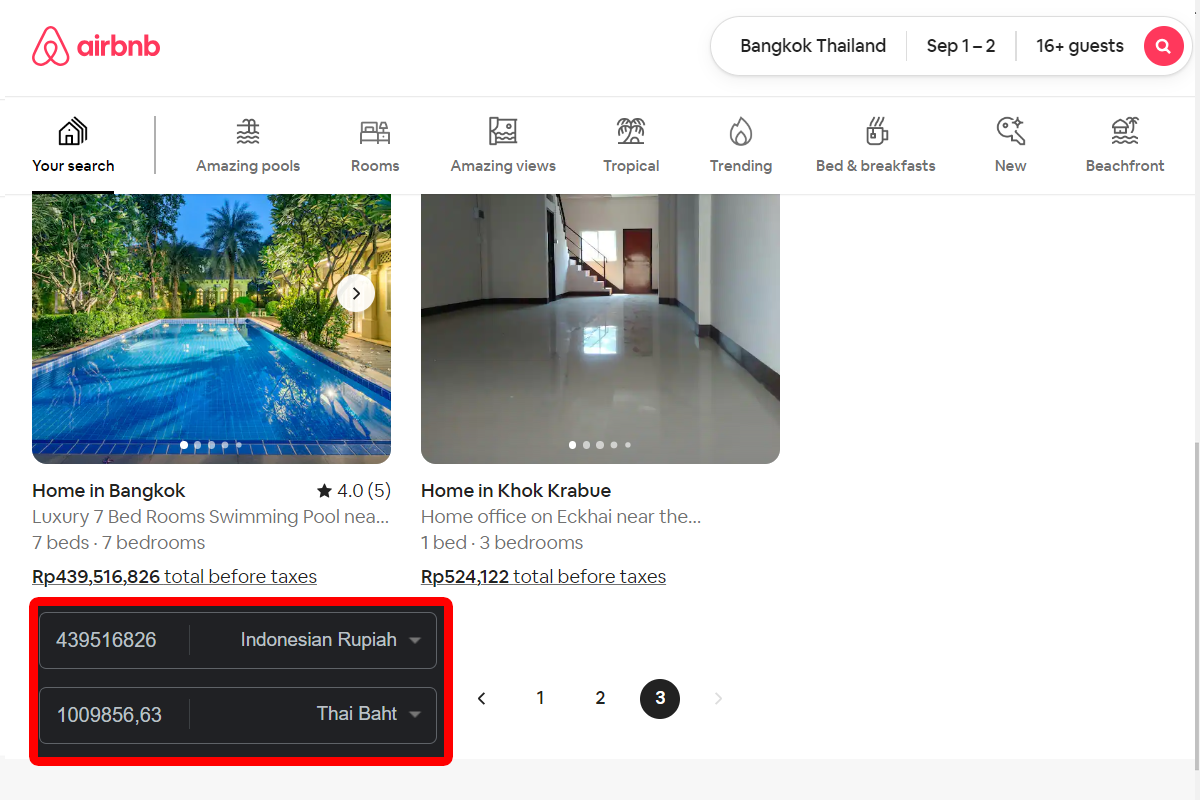 airbnb
Bangkok Thailand
Sep 1 – 2
16+ guests
Your search
Amazing pools
Rooms
Amazing views
Tropical
Trending
Bed & breakfasts
New
Beachfront
Home in Bangkok
★ 4.0 (5)
Luxury 7 Bed Rooms Swimming Pool nea...
7 beds · 7 bedrooms
Rp439,516,826 total before taxes
Home in Khok Krabue
Home office on Eckhai near the...
1 bed · 3 bedrooms
Rp524,122 total before taxes
439516826
Indonesian Rupiah
1009856,63
Thai Baht
1
2
3